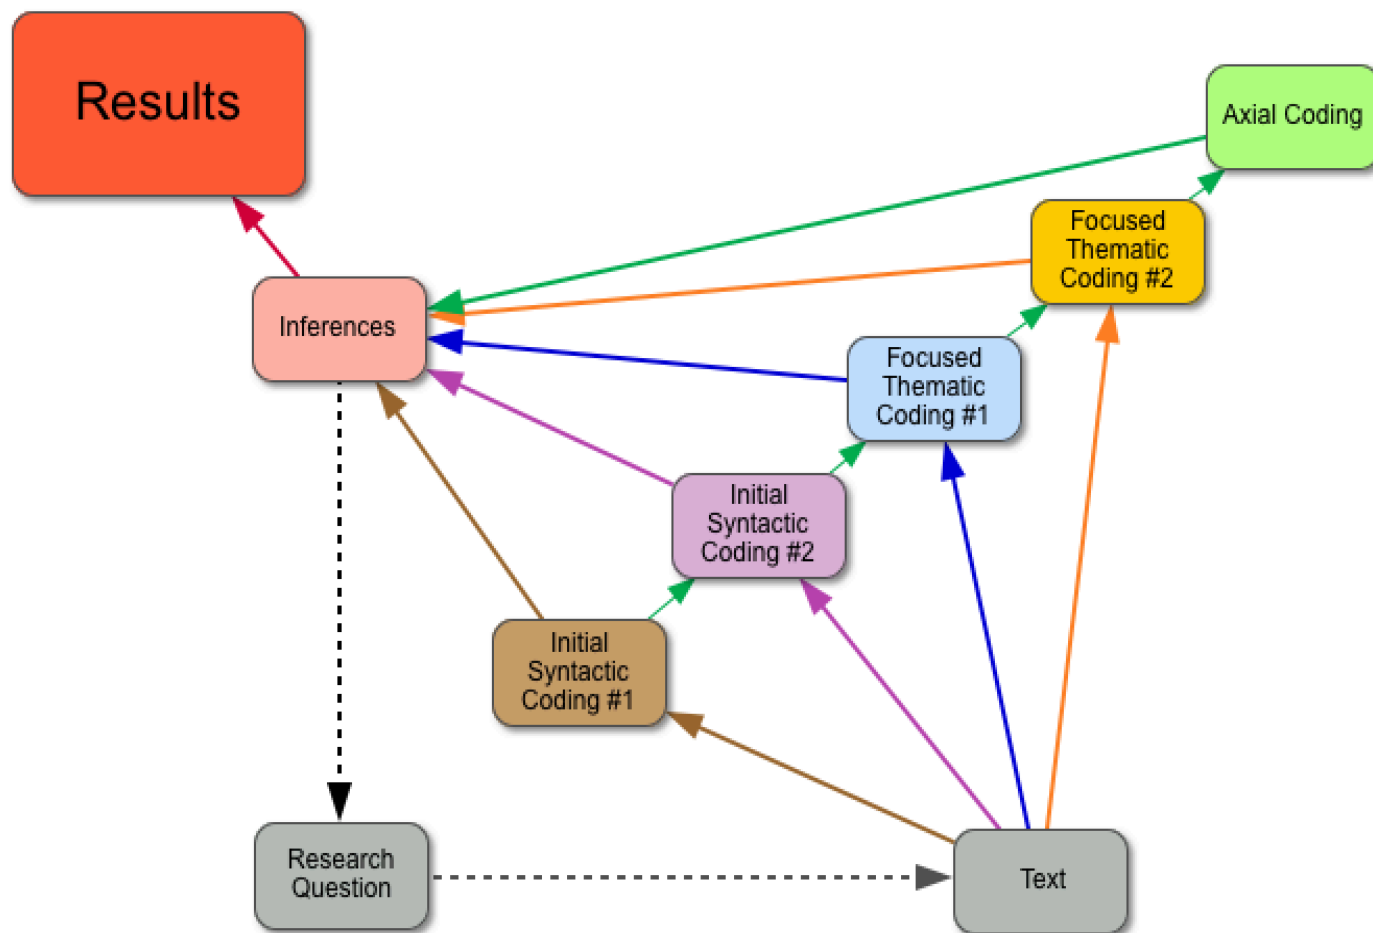 Results
Axial Coding
Focused
Thematic
Coding #2
Inferences
Focused
Thematic
Coding #1
Initial
Syntactic
Coding #2
Initial
Syntactic
Coding #1
Research
Question
Text